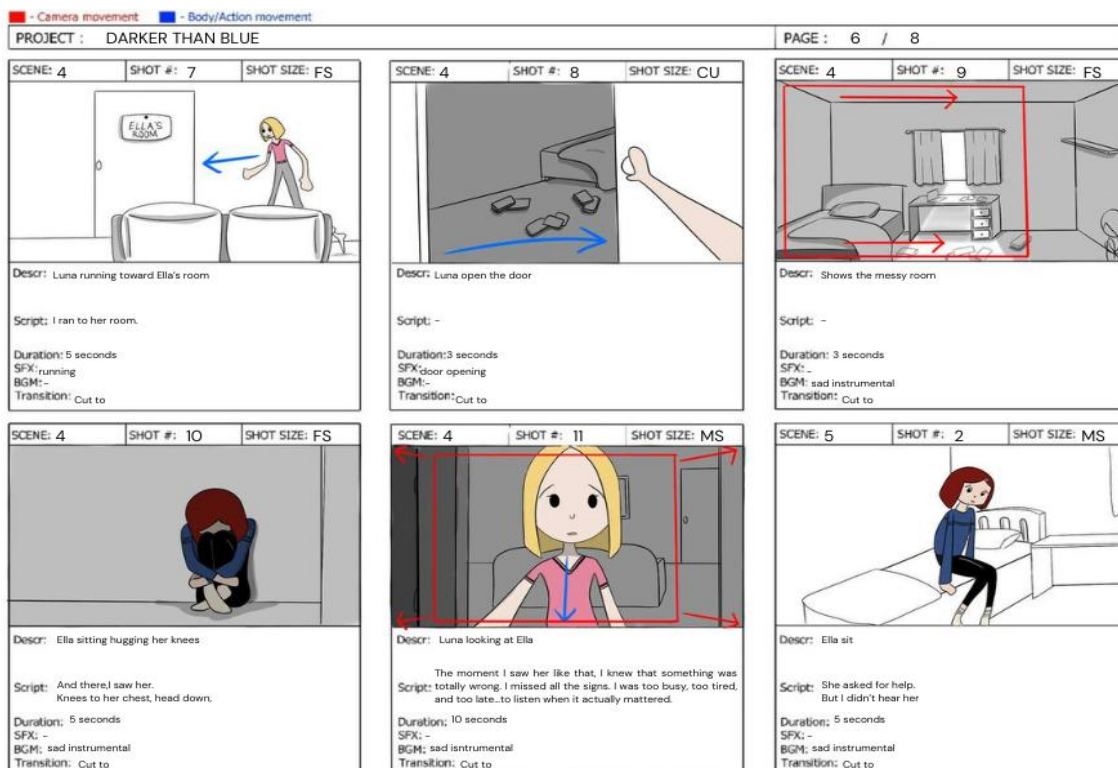 - Camera movement - Body/Action movement
PROJECT : DARKER THAN BLUE PAGE : 6 / 8
SCENE: 4 SHOT #: 7 SHOT SIZE: FS
ELLA'S
ROOM
Descr: Luna running toward Ella's room
Script: I ran to her room.
Duration: 5 seconds
SFX: running
BGM:-
Transition: Cut to
SCENE: 4 SHOT #: 8 SHOT SIZE: CU
Descr: Luna open the door
Script: -
Duration:3 seconds
SFX: door opening
BGM:-
Transition: Cut to
SCENE: 4 SHOT #: 9 SHOT SIZE: FS
Descr: Shows the messy room
Script: -
Duration: 3 seconds
SFX: -
BGM: sad instrumental
Transition: Cut to
SCENE: 4 SHOT #: 10 SHOT SIZE: FS
Descr: Ella sitting hugging her knees
Script: And there,I saw her.
Knees to her chest, head down,
Duration: 5 seconds
SFX: -
BGM: sad instrumental
Transition: Cut to
SCENE: 4 SHOT #: 11 SHOT SIZE: MS
Descr: Luna looking at Ella
The moment I saw her like that, I knew that something was
Script: totally wrong. I missed all the signs. I was too busy, too tired,
and too late...to listen when it actually mattered.
Duration: 10 seconds
SFX: -
BGM: sad isntrumental
Transition: Cut to
SCENE: 5 SHOT #: 2 SHOT SIZE: MS
Descr: Ella sit
Script: She asked for help.
But I didn't hear her
Duration: 5 seconds
SFX: -
BGM: sad instrumental
Transition: Cut to